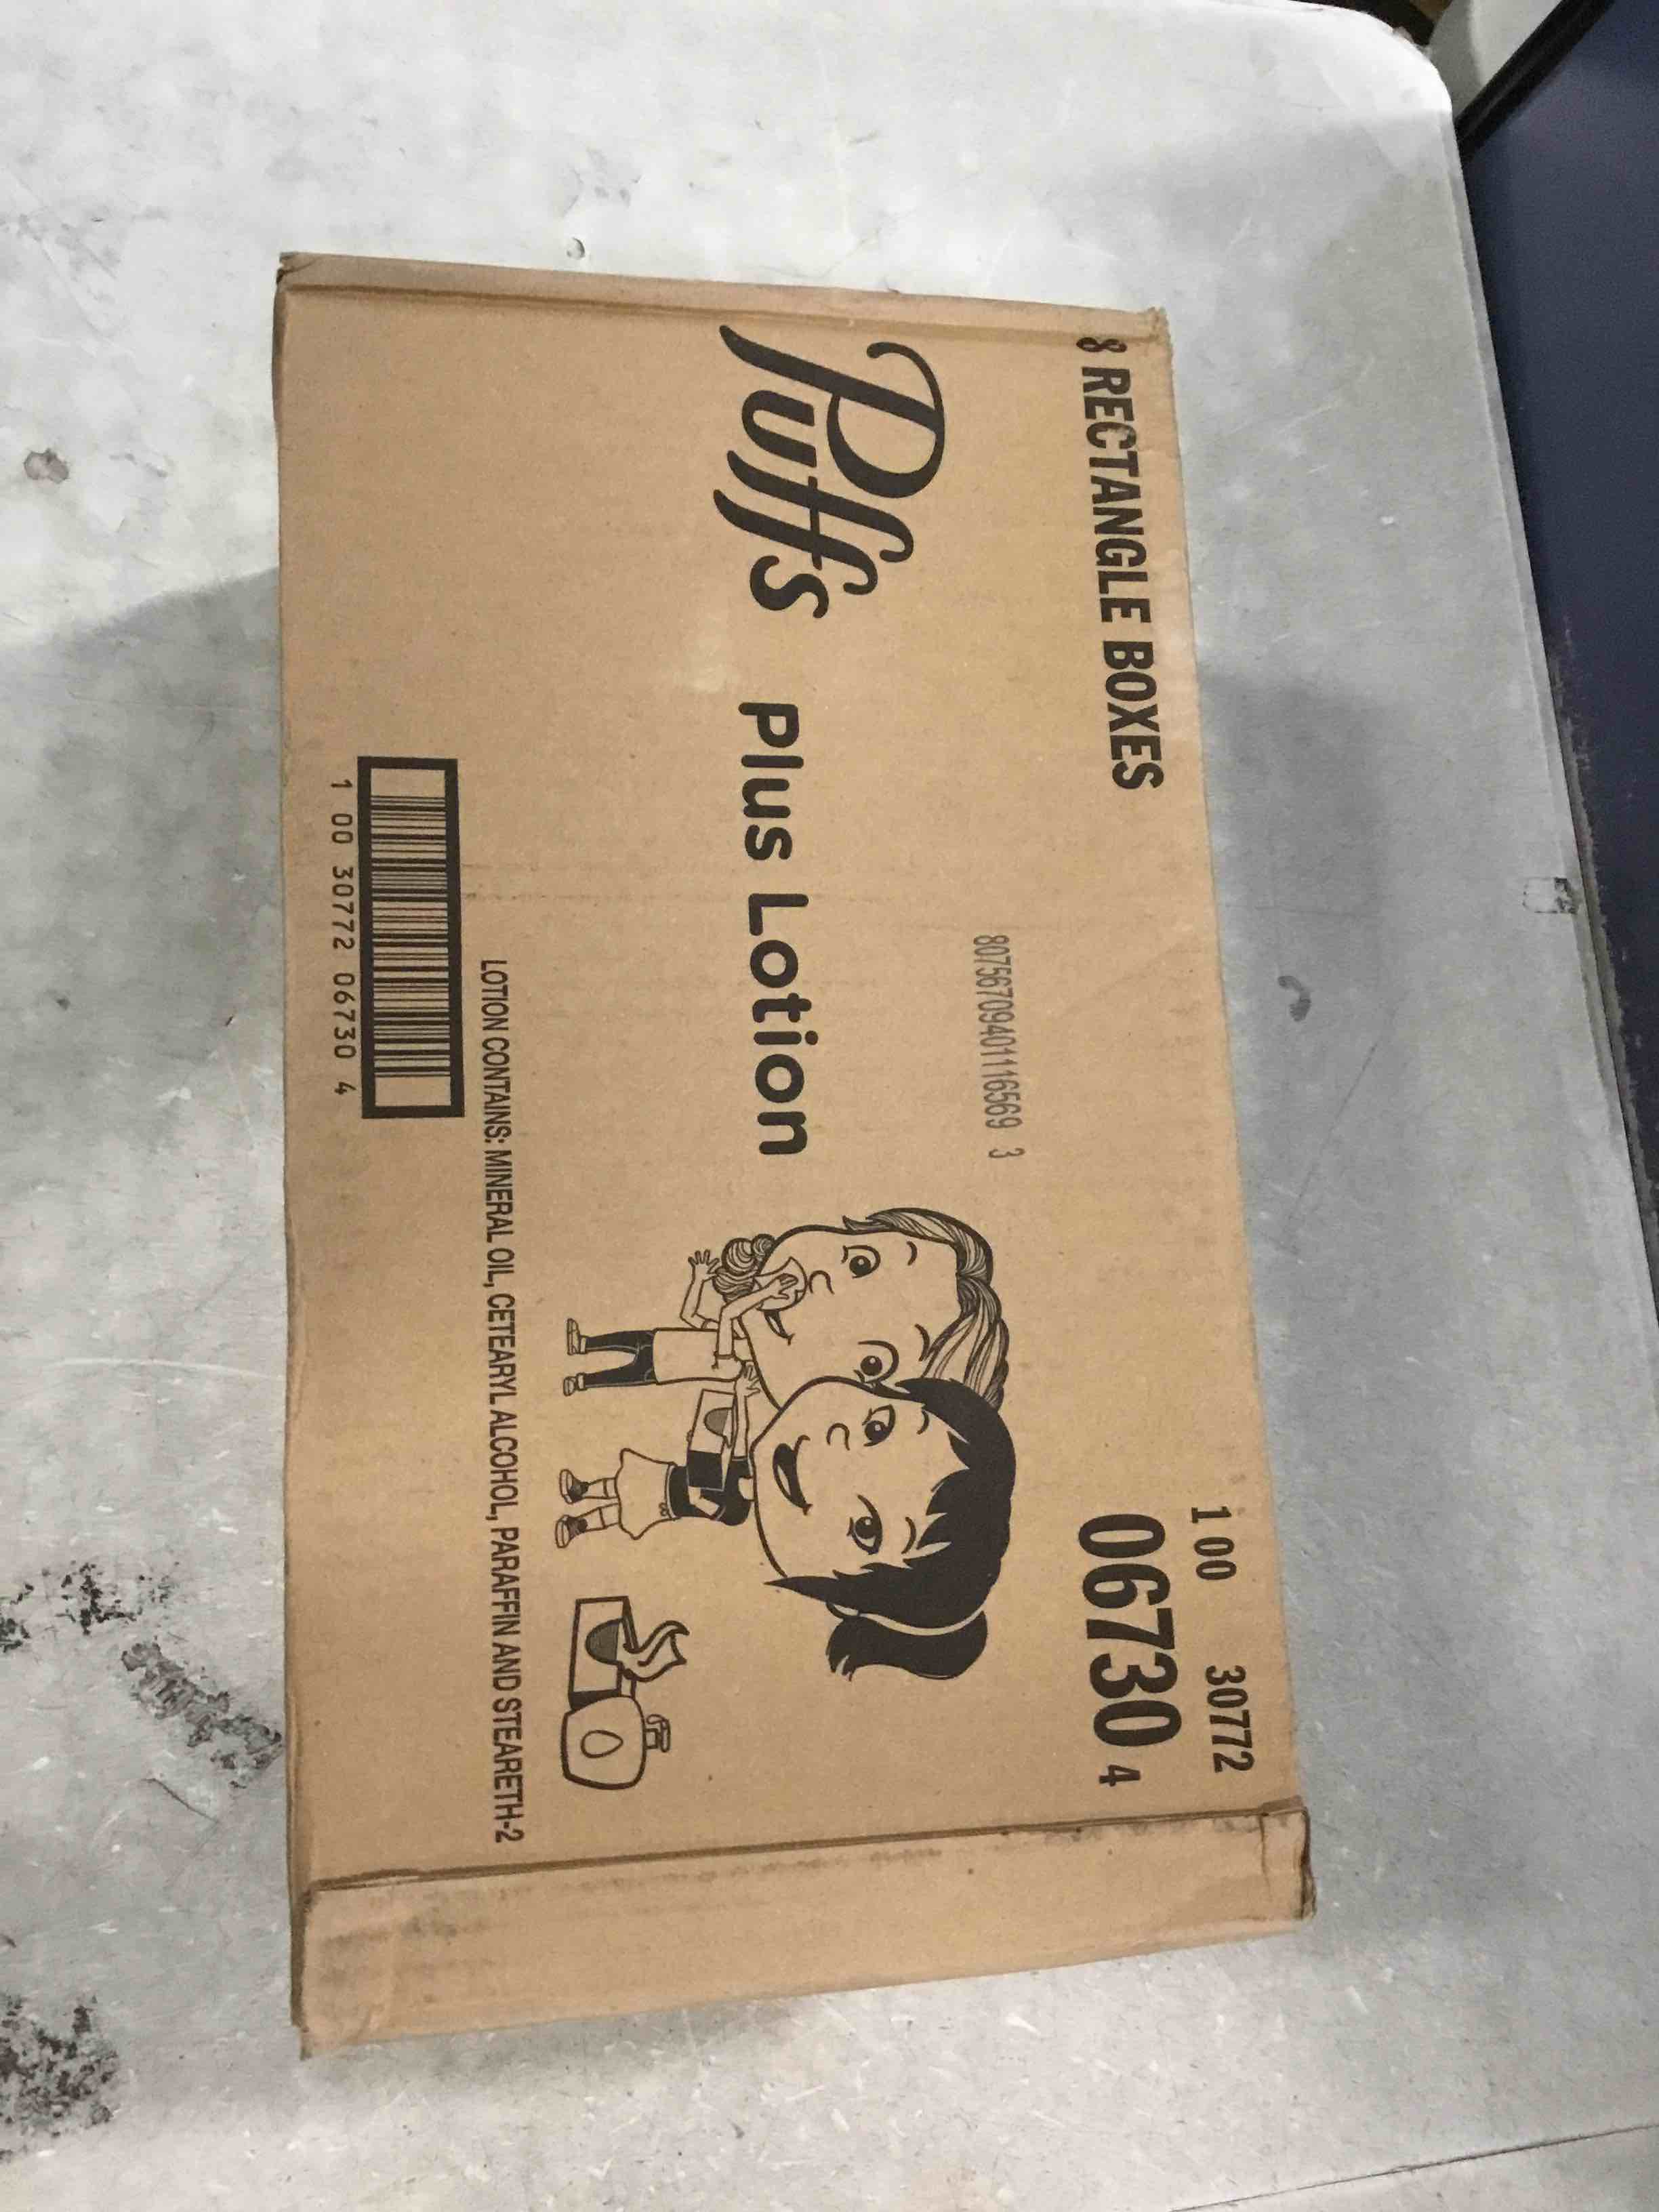 8 RECTANGLE BOXES
1 00 30772
06730 4
80756709401116569 3
Puffs Plus Lotion
LOTION CONTAINS: MINERAL OIL, CETEARYL ALCOHOL, PARAFFIN AND STEARETH-2
1 00 30772 06730 4